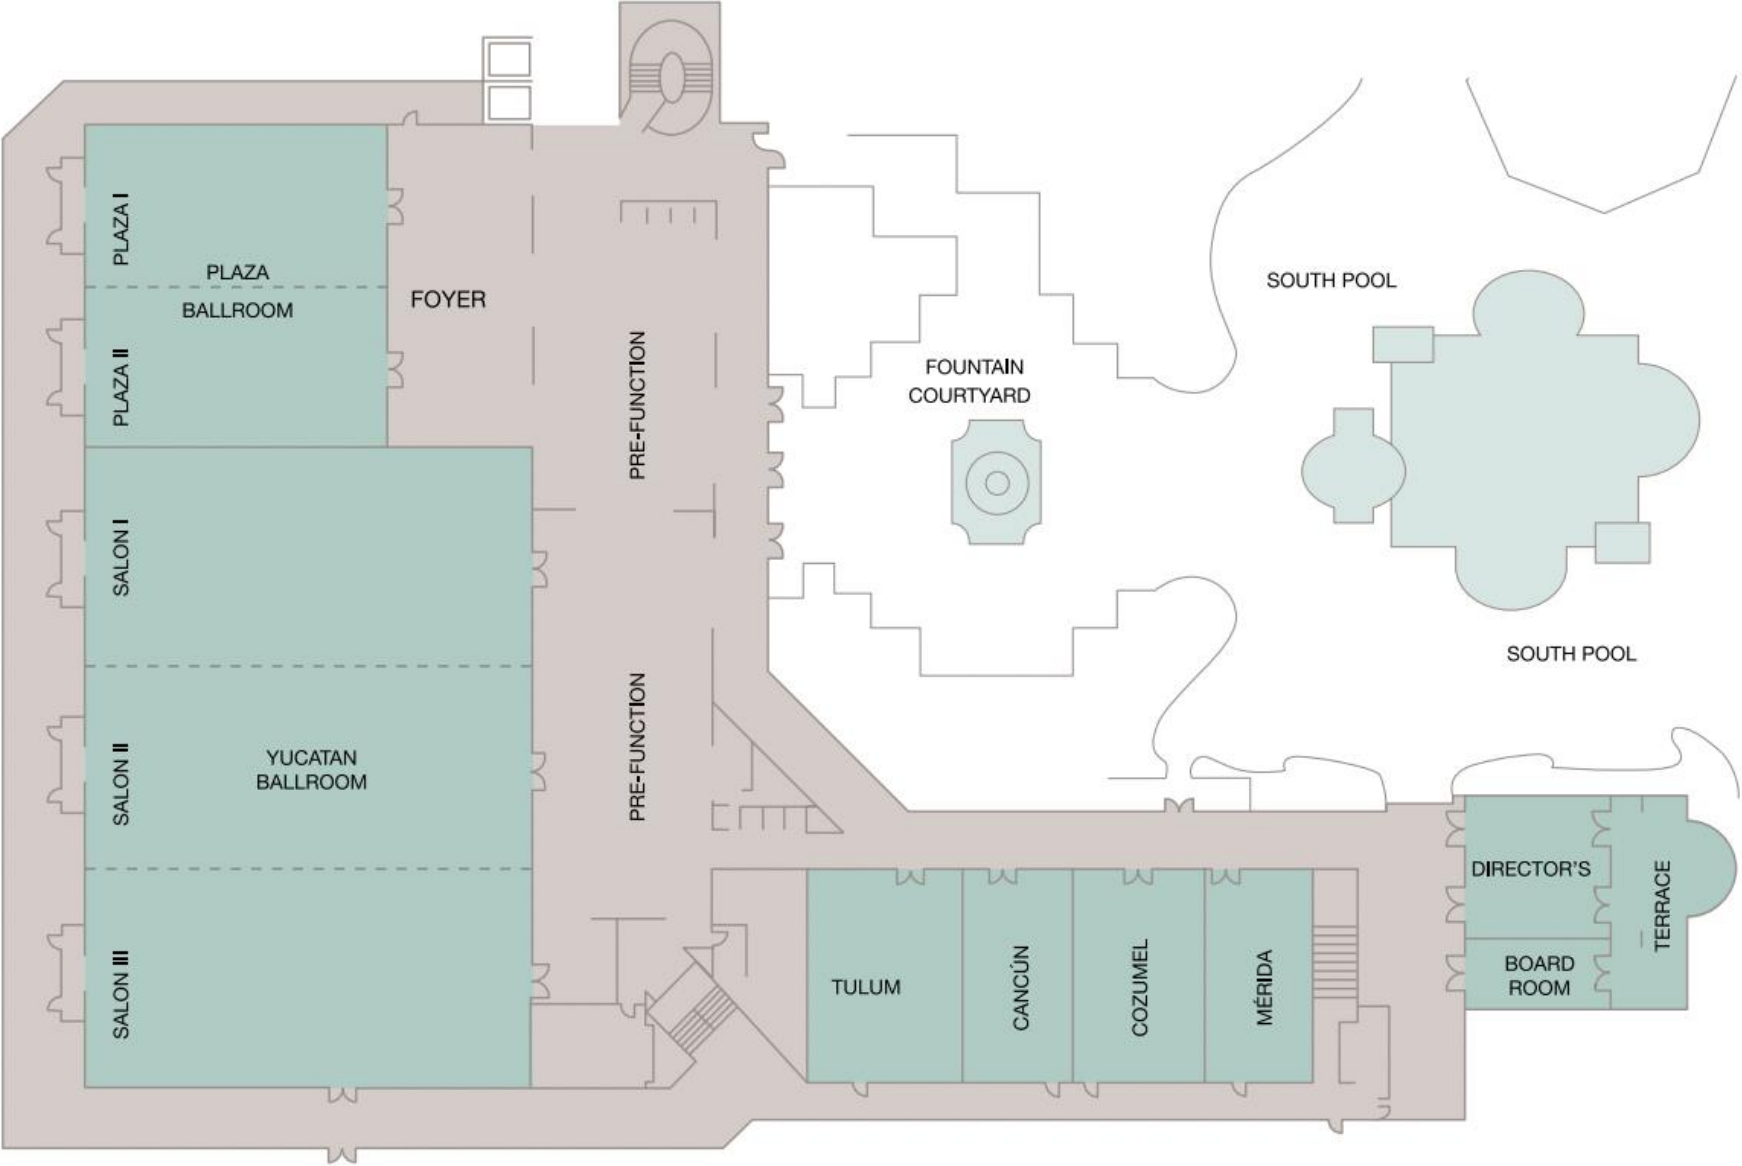 PLAZA I
PLAZA
BALLROOM
PLAZA II
FOYER
PRE-FUNCTION
FOUNTAIN
COURTYARD
SOUTH POOL
SOUTH POOL
SALON I
SALON II
YUCATAN
BALLROOM
PRE-FUNCTION
SALON III
TULUM
CANCÚN
COZUMEL
MÉRIDA
DIRECTOR'S
BOARD
ROOM
TERRACE